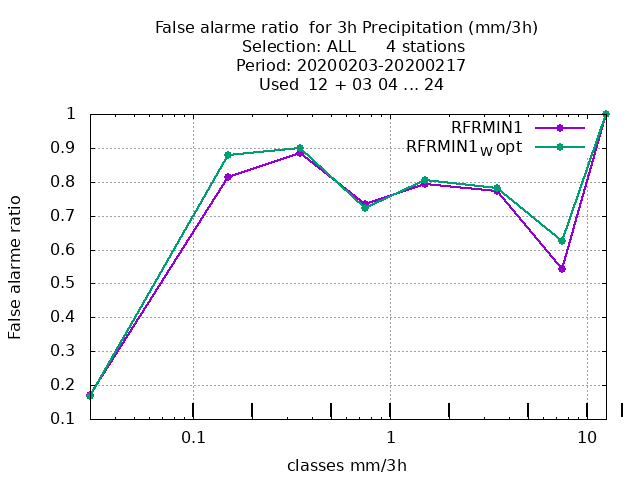 False alarme ratio  for 3h Precipitation (mm/3h)
Selection: ALL      4 stations
Period: 20200203-20200217
Used  12 + 03 04 ... 24
RFRMIN1
RFRMIN1W opt
1
0.9
0.8
0.7
0.6
0.5
0.4
0.3
0.2
0.1
False alarme ratio
0.1
1
10
classes mm/3h